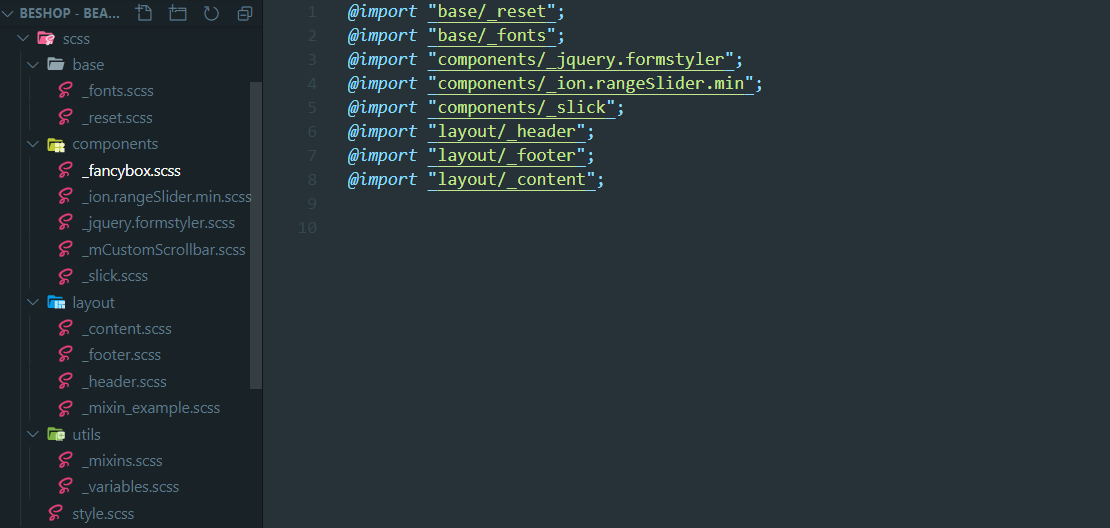 BESHOP - BEA...
scss
base
_fonts.scss
_reset.scss
components
_fancybox.scss
_ion.rangeSlider.min.scss
_jquery.formstyler.scss
_mCustomScrollbar.scss
_slick.scss
layout
_content.scss
_footer.scss
_header.scss
_mixin_example.scss
utils
_mixins.scss
_variables.scss
style.scss
1 @import "base/_reset";
2 @import "base/_fonts";
3 @import "components/_jquery.formstyler";
4 @import "components/_ion.rangeSlider.min";
5 @import "components/_slick";
6 @import "layout/_header";
7 @import "layout/_footer";
8 @import "layout/_content";
9
10